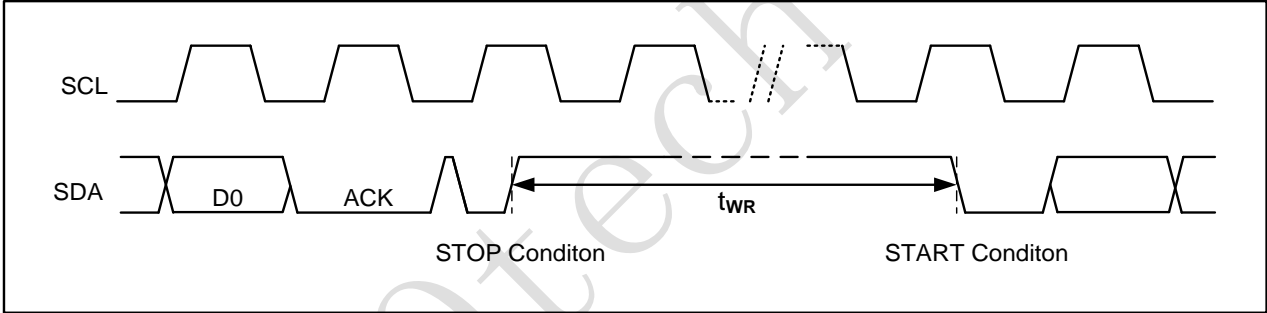 SCL
SDA
D0
ACK
tWR
STOP Conditon
START Conditon